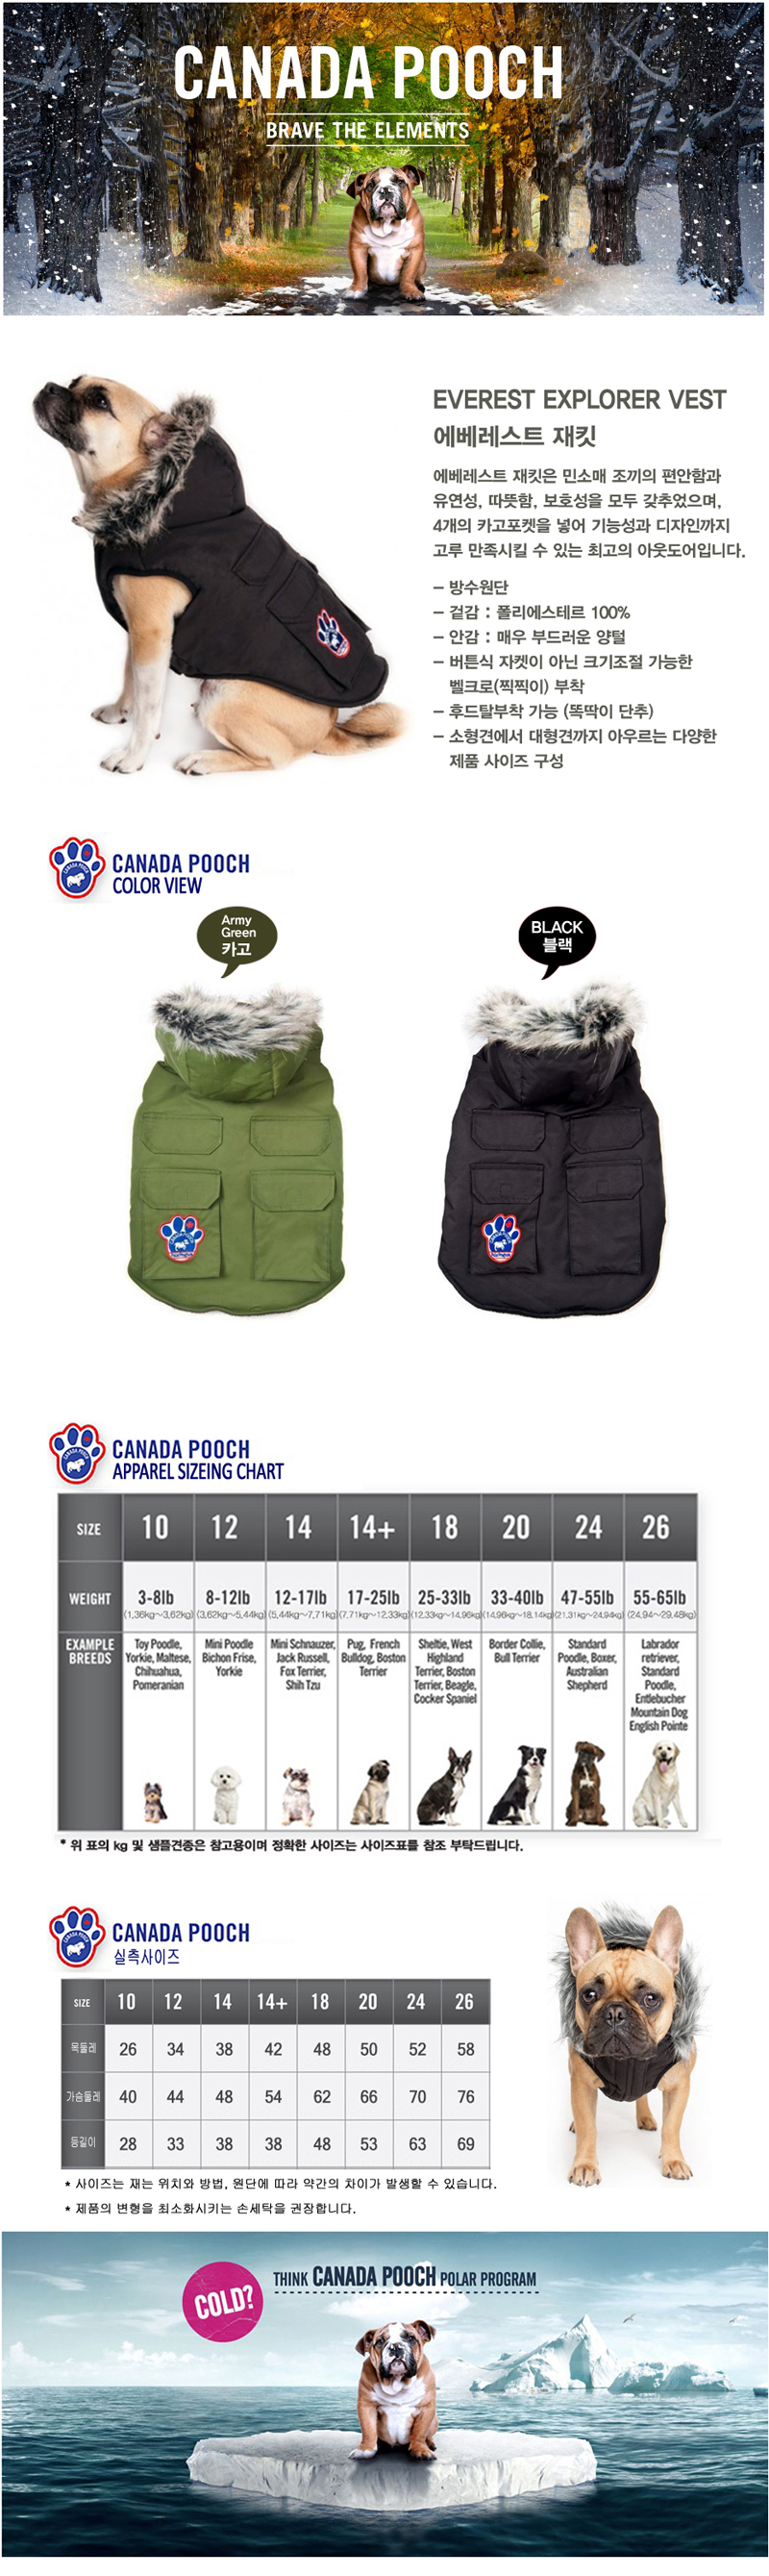 CANADA POOCH
BRAVE THE ELEMENTS
EVEREST EXPLORER VEST
에베레스트 재킷
에베레스트 재킷은 민소매 조끼의 편안함과
유연성, 따뜻함, 보호성을 모두 갖추었으며,
4개의 카고포켓을 넣어 기능성과 디자인까지
고루 만족시킬 수 있는 최고의 아웃도어입니다.
– 방수원단
– 겉감 : 폴리에스테르 100%
– 안감 : 매우 부드러운 양털
– 버튼식 자켓이 아닌 크기조절 가능한
벨크로(찍찍이) 부착
– 후드탈부착 가능 (똑딱이 단추)
– 소형견에서 대형견까지 아우르는 다양한
제품 사이즈 구성
CANADA POOCH
COLOR VIEW
Army
Green
카고
BLACK
블랙
CANADA POOCH
APPAREL SIZEING CHART
SIZE 10 12 14 14+ 18 20 24 26
WEIGHT 3-8lb 8-12lb 12-17lb 17-25lb 25-33lb 33-40lb 47-55lb 55-65lb
(1,36kg~3,62kg) (3,62kg~5,44kg) (5,44kg~7,71kg) (7,71kg~12,33kg) (12,33kg~14,96kg) (14,96kg~18,14kg) (21,31kg~24,94kg) (24,94~29,48kg)
EXAMPLE
BREEDS
Toy Poodle,
Yorkie, Maltese,
Chihuahua,
Pomeranian
Mini Poodle
Bichon Frise,
Yorkie
Mini Schnauzer,
Jack Russell,
Fox Terrier,
Shih Tzu
Pug, French
Bulldog, Boston
Terrier
Sheltie, West
Highland
Terrier, Boston
Terrier, Beagle,
Cocker Spaniel
Border Collie,
Bull Terrier
Standard
Poodle, Boxer,
Australian
Shepherd
Labrador
retriever,
Standard
Poodle,
Entlebucher
Mountain Dog
English Pointe
* 위 표의 kg 및 샘플견종은 참고용이며 정확한 사이즈는 사이즈표를 참조 부탁드립니다.
CANADA POOCH
실측사이즈
SIZE 10 12 14 14+ 18 20 24 26
목둘레 26 34 38 42 48 50 52 58
가슴둘레 40 44 48 54 62 66 70 76
등길이 28 33 38 38 48 53 63 69
* 사이즈는 재는 위치와 방법, 원단에 따라 약간의 차이가 발생할 수 있습니다.
* 제품의 변형을 최소화시키는 손세탁을 권장합니다.
COLD?
THINK CANADA POOCH POLAR PROGRAM